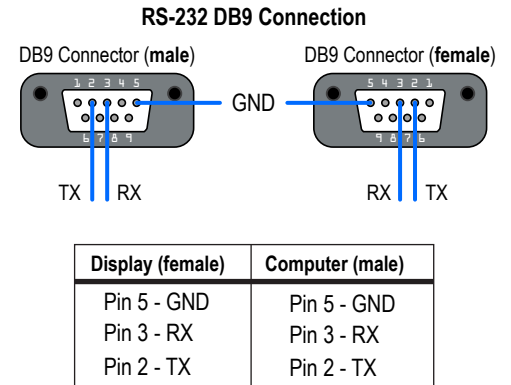 RS-232 DB9 Connection
DB9 Connector (male)
DB9 Connector (female)
1 2 3 4 5
5 4 3 2 1
GND
6 7 8 9
9 8 7 6
TX
RX
RX
TX
Display (female)
Computer (male)
Pin 5 - GND
Pin 5 - GND
Pin 3 - RX
Pin 3 - RX
Pin 2 - TX
Pin 2 - TX